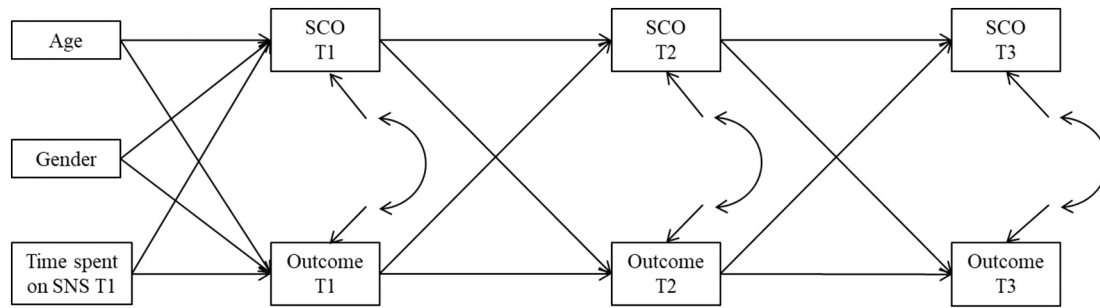 Age
SCO
T1
SCO
T2
SCO
T3
Gender
Time spent
on SNS T1
Outcome
T1
Outcome
T2
Outcome
T3